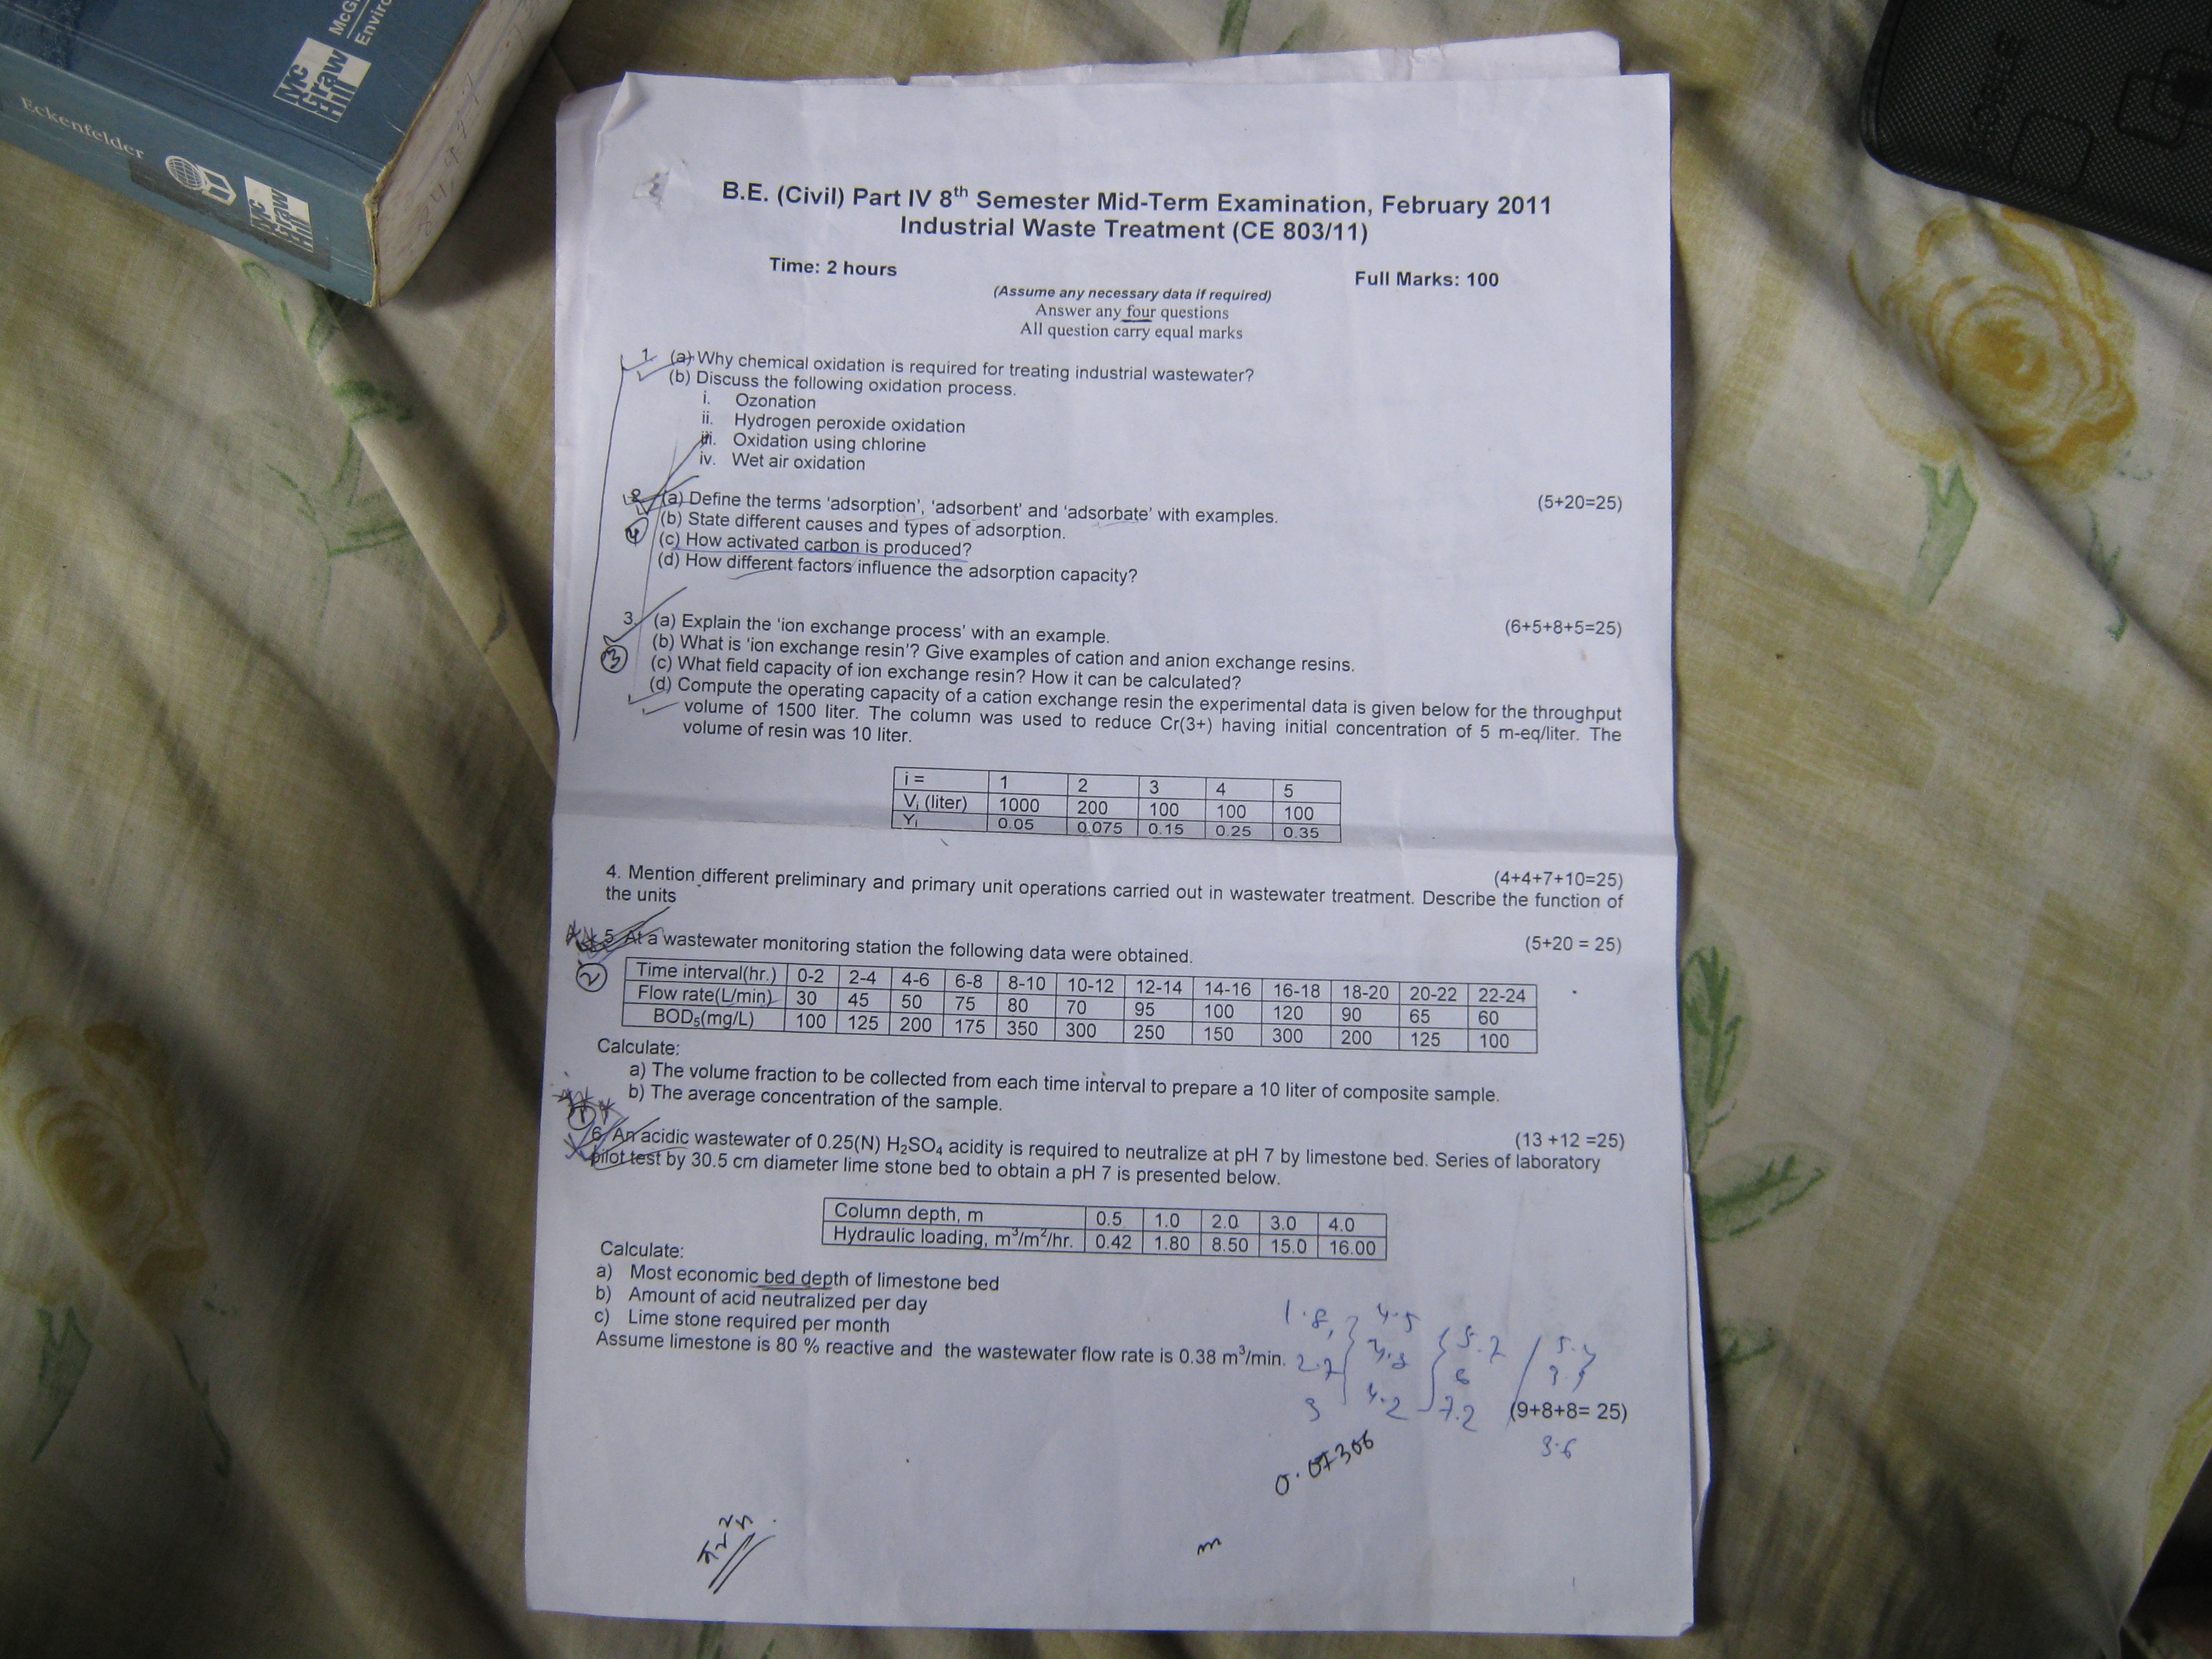 McG
Enviro
Mc
Graw
Hill
Eckenfelder
Mc
Graw
Hill
B.E. (Civil) Part IV 8th Semester Mid-Term Examination, February 2011
Industrial Waste Treatment (CE 803/11)
Time: 2 hours Full Marks: 100
(Assume any necessary data if required)
Answer any four questions
All question carry equal marks
1. (a) Why chemical oxidation is required for treating industrial wastewater?
(b) Discuss the following oxidation process.
i. Ozonation
ii. Hydrogen peroxide oxidation
iii. Oxidation using chlorine
iv. Wet air oxidation
(5+20=25)
2. (a) Define the terms 'adsorption', 'adsorbent' and 'adsorbate' with examples.
(b) State different causes and types of adsorption.
4
(c) How activated carbon is produced?
(d) How different factors influence the adsorption capacity?
(6+5+8+5=25)
3. (a) Explain the 'ion exchange process' with an example.
(b) What is 'ion exchange resin'? Give examples of cation and anion exchange resins.
3
(c) What field capacity of ion exchange resin? How it can be calculated?
(d) Compute the operating capacity of a cation exchange resin the experimental data is given below for the throughput
volume of 1500 liter. The column was used to reduce Cr(3+) having initial concentration of 5 m-eq/liter. The
volume of resin was 10 liter.
i = 1 2 3 4 5
Vi (liter) 1000 200 100 100 100
Yi 0.05 0.075 0.15 0.25 0.35
(4+4+7+10=25)
4. Mention different preliminary and primary unit operations carried out in wastewater treatment. Describe the function of
the units
(5+20 = 25)
5. At a wastewater monitoring station the following data were obtained.
2
Time interval(hr.) 0-2 2-4 4-6 6-8 8-10 10-12 12-14 14-16 16-18 18-20 20-22 22-24
Flow rate(L/min) 30 45 50 75 80 70 95 100 120 90 65 60
BOD5(mg/L) 100 125 200 175 350 300 250 150 300 200 125 100
Calculate:
a) The volume fraction to be collected from each time interval to prepare a 10 liter of composite sample.
b) The average concentration of the sample.
(13 +12 =25)
6. An acidic wastewater of 0.25(N) H2SO4 acidity is required to neutralize at pH 7 by limestone bed. Series of laboratory
pilot test by 30.5 cm diameter lime stone bed to obtain a pH 7 is presented below.
Column depth, m 0.5 1.0 2.0 3.0 4.0
Hydraulic loading, m3/m2/hr. 0.42 1.80 8.50 15.0 16.00
Calculate:
a) Most economic bed depth of limestone bed
b) Amount of acid neutralized per day
c) Lime stone required per month
Assume limestone is 80 % reactive and the wastewater flow rate is 0.38 m3/min.
1.8 4.5 5.7
2.7 6
3 4.2 7.2
(9+8+8= 25)
3.6
0.07306